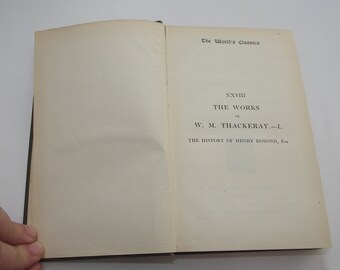 The World's Classics
XXVIII
THE WORKS
OF
W. M. THACKERAY.—I.
THE HISTORY OF HENRY ESMOND, Esq.